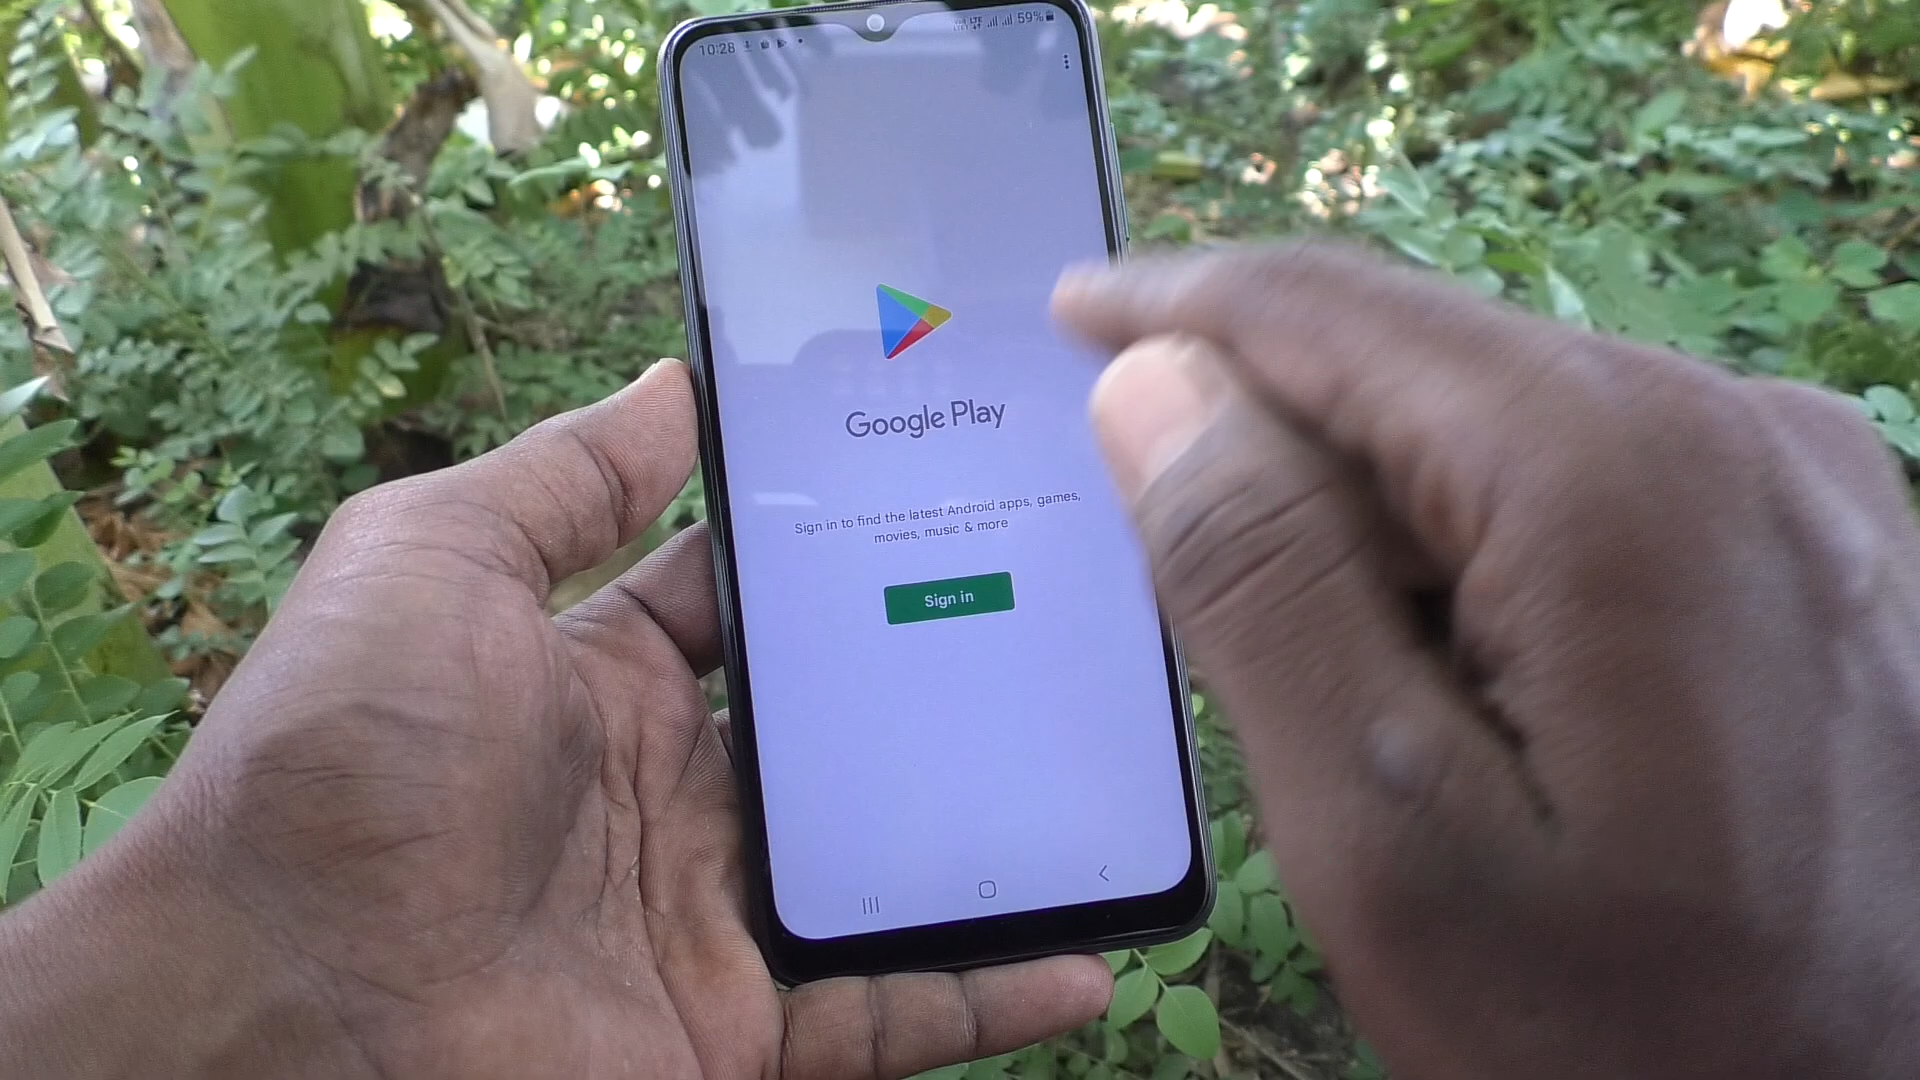 10:28
59%
Google Play
Sign in to find the latest Android apps, games,
movies, music & more
Sign in